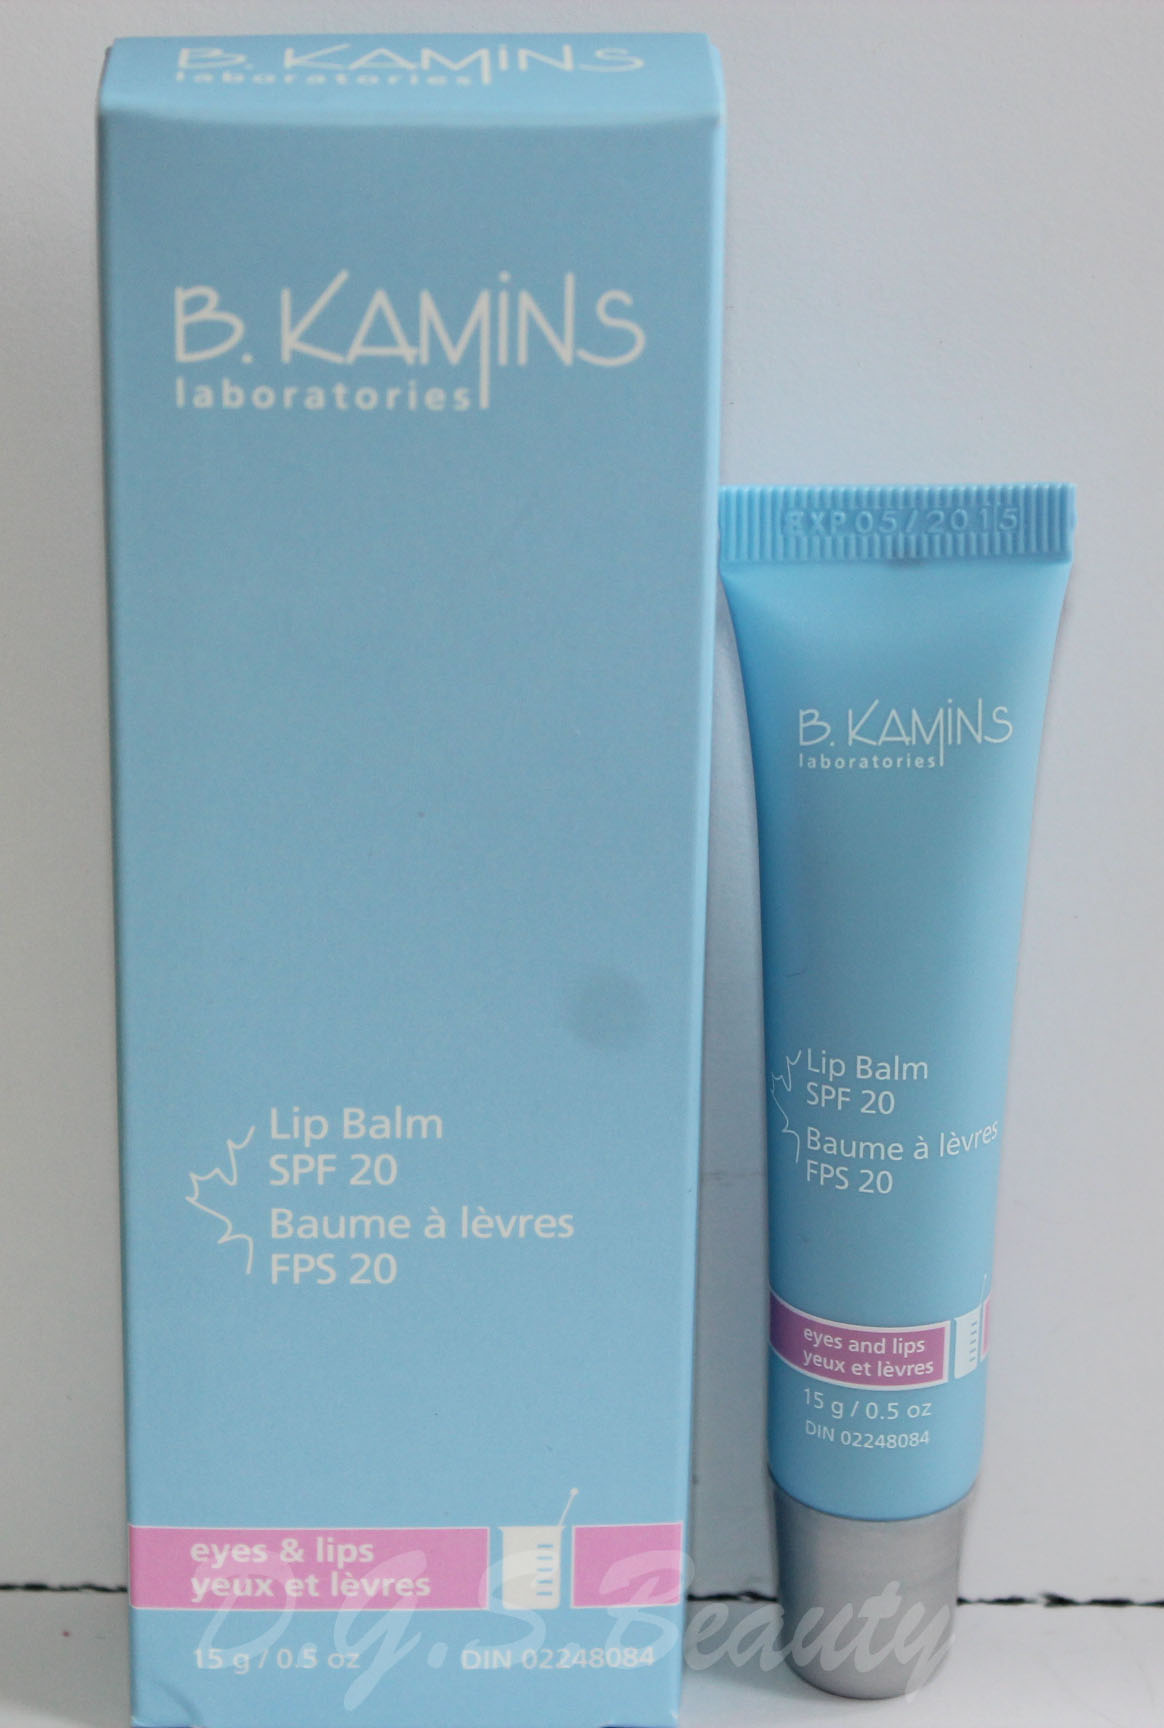 B. KAMINS
laboratories
B. KAMINS
laboratories
Lip Balm
SPF 20
Baume à lèvres
FPS 20
eyes & lips
yeux et lèvres
15 g / 0.5 oz DIN 02248084
EXP 05/2015
B. KAMINS
laboratories
Lip Balm
SPF 20
Baume à lèvres
FPS 20
eyes and lips
yeux et lèvres
15 g / 0.5 oz
DIN 02248084
D.G.S.Beauty